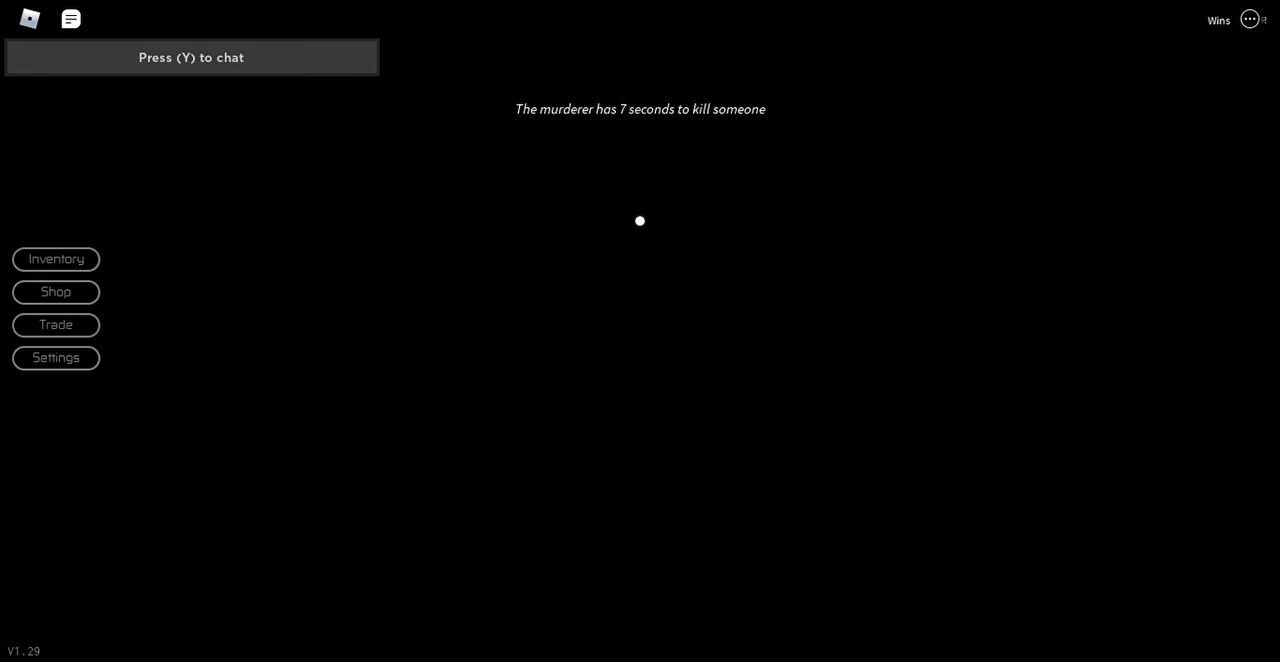 Wins
R
Press (Y) to chat
The murderer has 7 seconds to kill someone
Inventory
Shop
Trade
Settings
V1.29